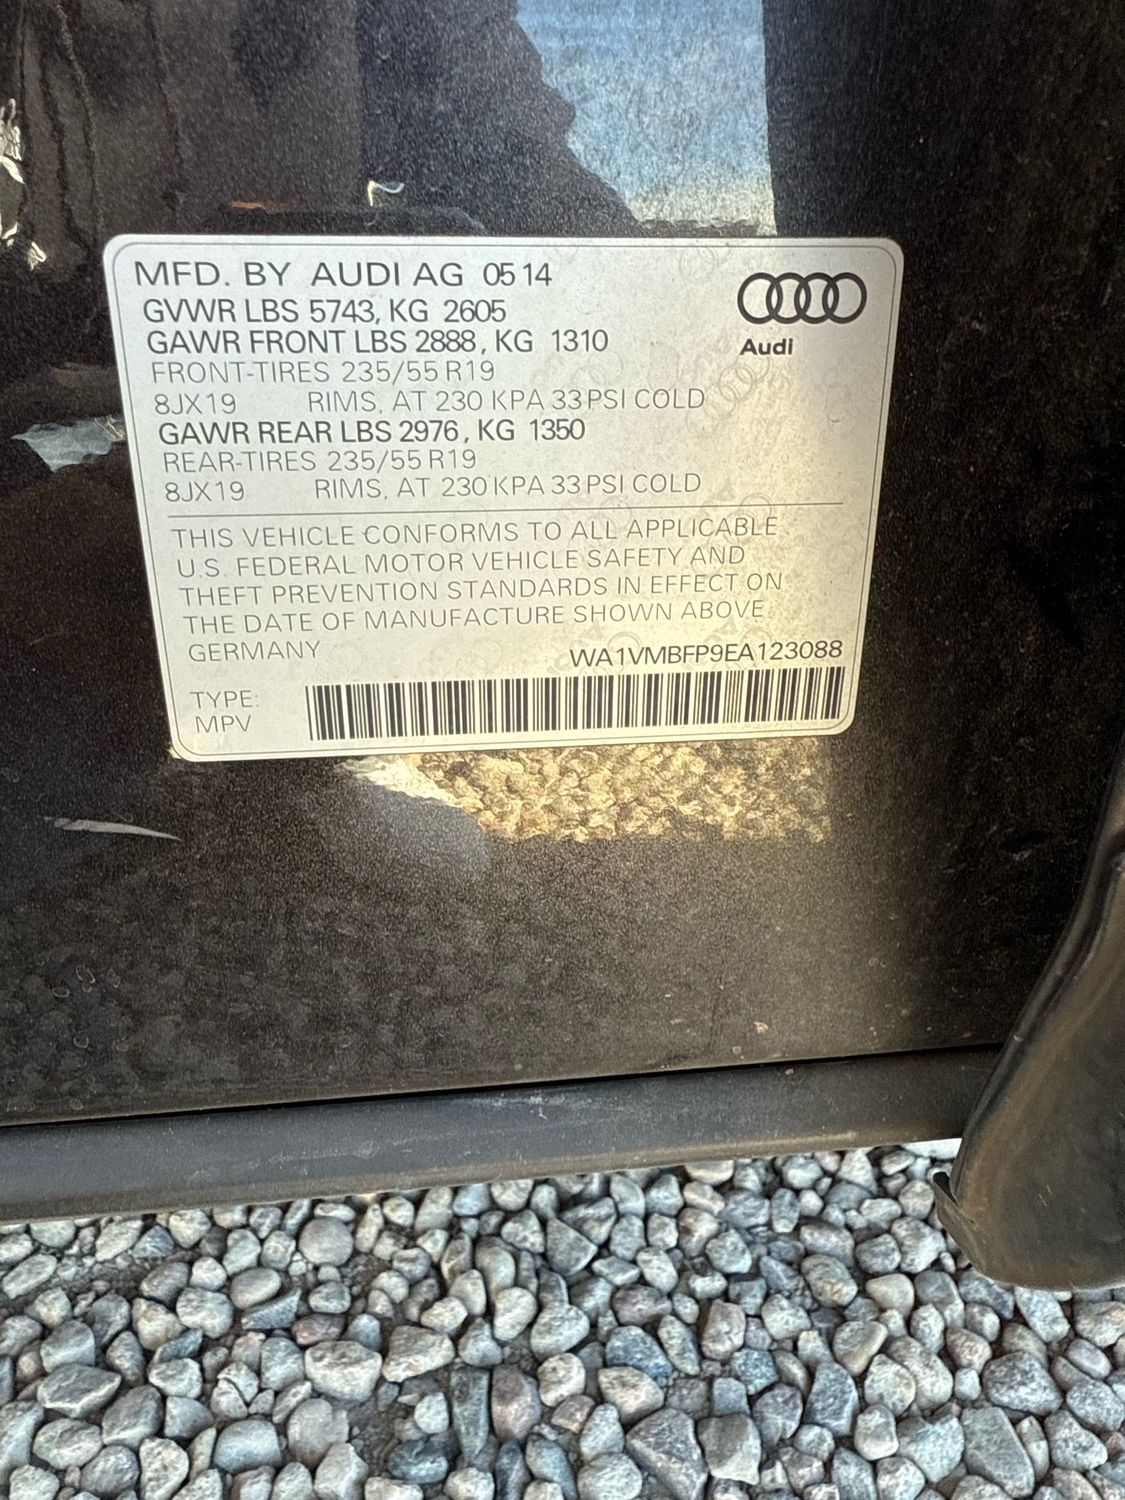 MFD. BY AUDI AG 05 14
GVWR LBS 5743, KG 2605
GAWR FRONT LBS 2888, KG 1310
FRONT-TIRES 235/55 R19
8JX19 RIMS, AT 230 KPA 33 PSI COLD
GAWR REAR LBS 2976, KG 1350
REAR-TIRES 235/55 R19
8JX19 RIMS, AT 230 KPA 33 PSI COLD
Audi
THIS VEHICLE CONFORMS TO ALL APPLICABLE
U.S. FEDERAL MOTOR VEHICLE SAFETY AND
THEFT PREVENTION STANDARDS IN EFFECT ON
THE DATE OF MANUFACTURE SHOWN ABOVE
GERMANY
WA1VMBFP9EA123088
TYPE:
MPV